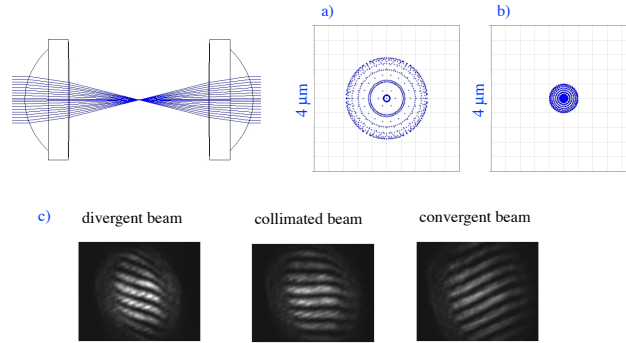 a)
b)
4 μm
4 μm
c)
divergent beam
collimated beam
convergent beam